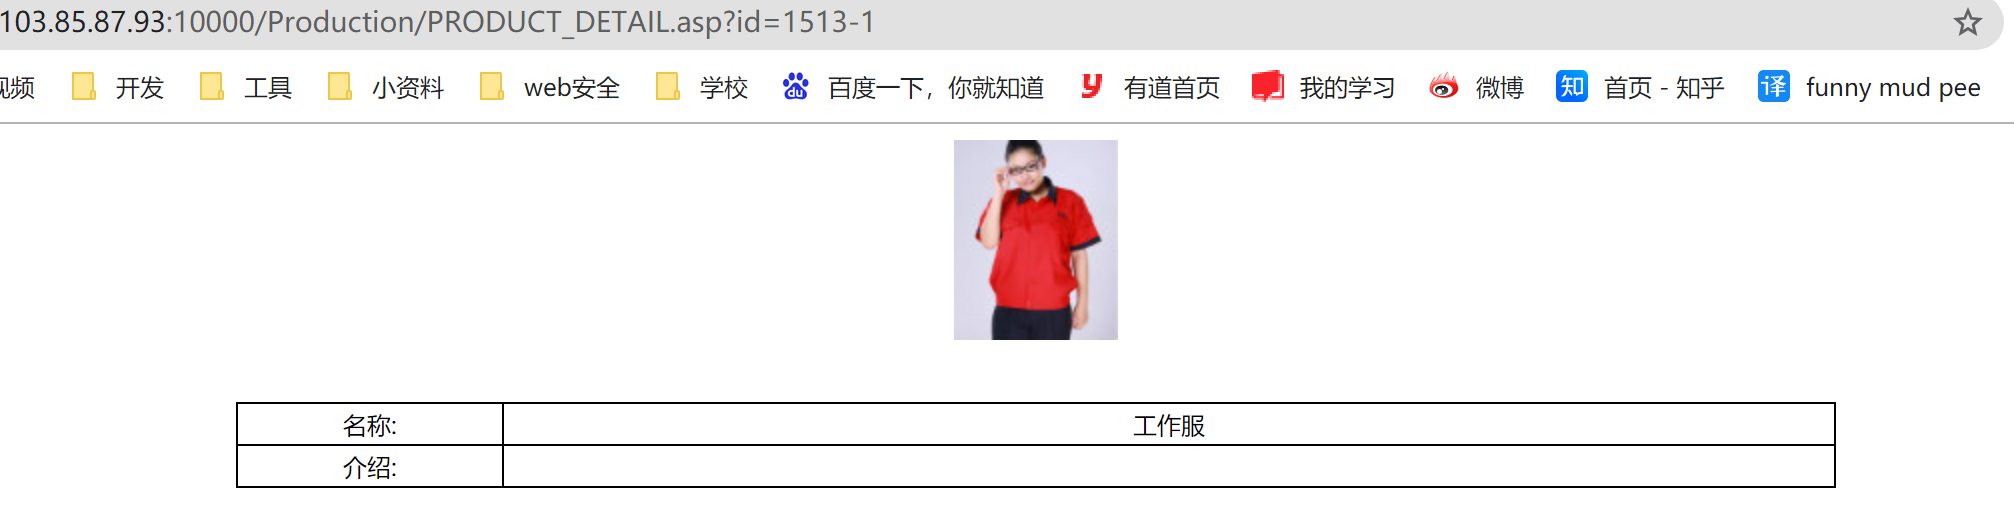 103.85.87.93:10000/Production/PRODUCT_DETAIL.asp?id=1513-1
视频 开发 工具 小资料 web安全 学校 du 百度一下，你就知道 y 有道首页 我的学习 微博 知 首页 - 知乎 译 funny mud pee
名称: 工作服
介绍: